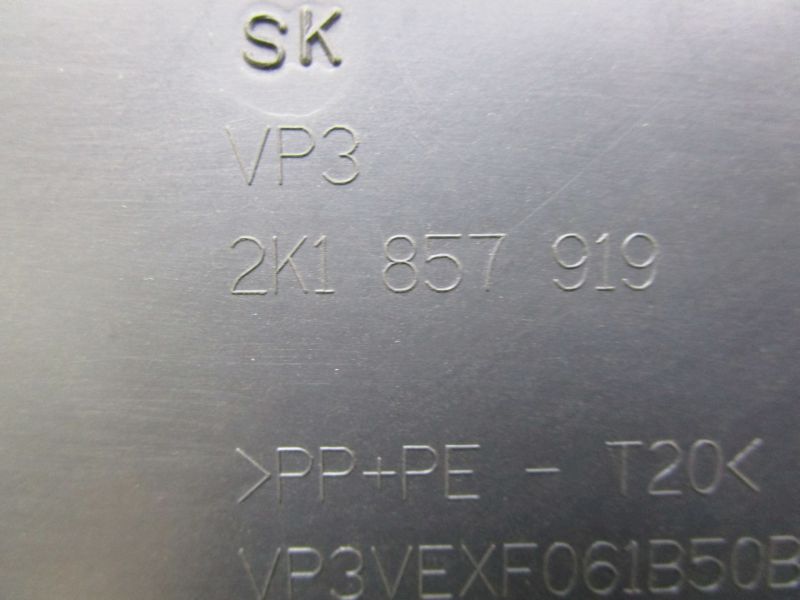 SK
VP3
2K1 857 919
>PP+PE - T20<
VP3VEXF061B50B